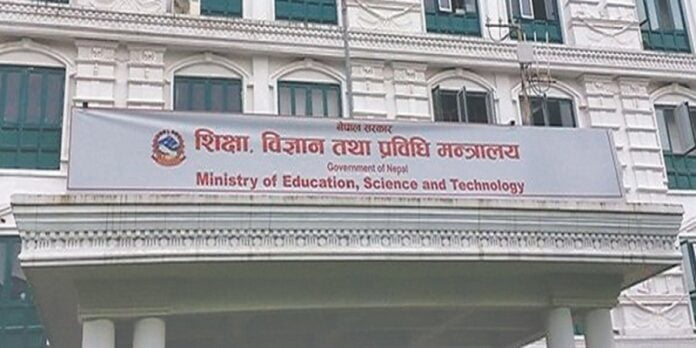 नेपाल सरकार
शिक्षा, विज्ञान तथा प्रविधि मन्त्रालय
Government of Nepal
Ministry of Education, Science and Technology